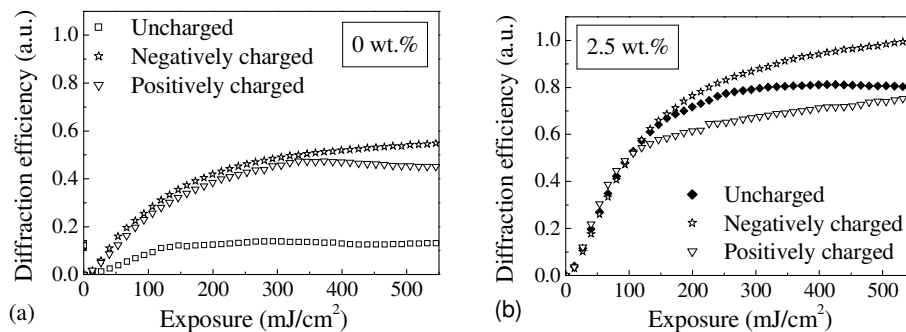 Diffraction efficiency (a.u.)
1.0
0.8
0.6
0.4
0.2
0.0
Uncharged
Negatively charged
Positively charged
0 wt.%
0 100 200 300 400 500
Exposure (mJ/cm²)
(a)
Diffraction efficiency (a.u.)
1.0
0.8
0.6
0.4
0.2
0.0
2.5 wt.%
Uncharged
Negatively charged
Positively charged
0 100 200 300 400 500
Exposure (mJ/cm²)
(b)